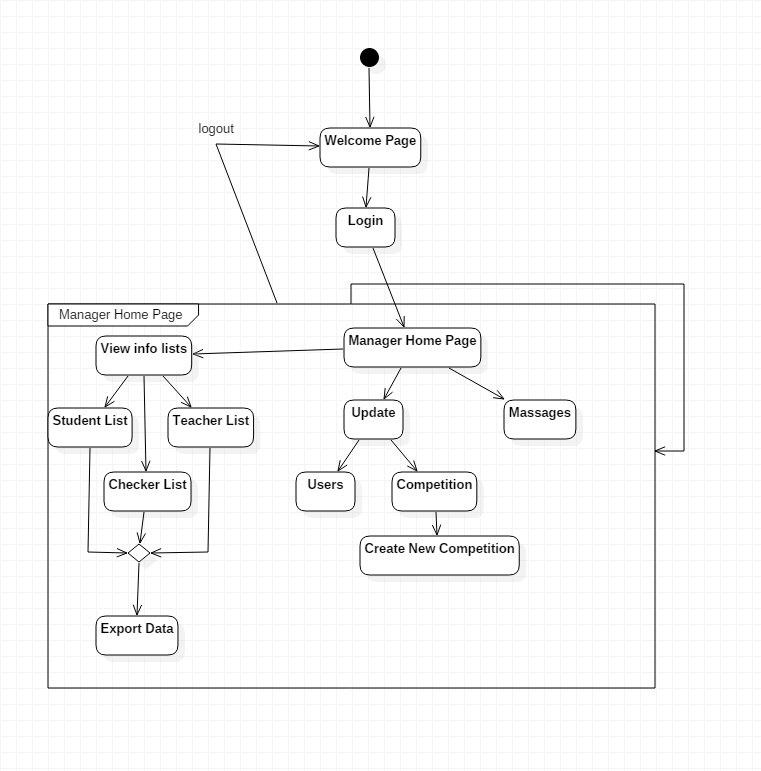 logout
Welcome Page
Login
Manager Home Page
Manager Home Page
View info lists
Student List
Teacher List
Update
Massages
Checker List
Users
Competition
Create New Competition
Export Data